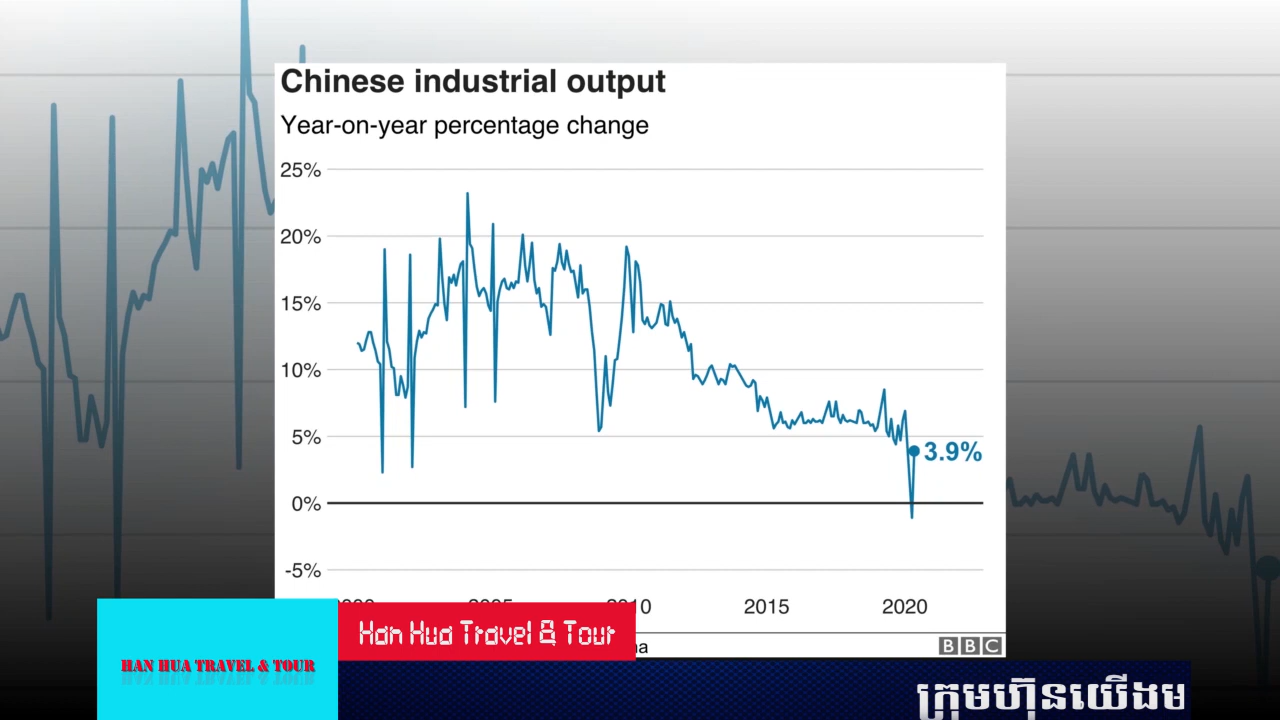 Chinese industrial output
Year-on-year percentage change
25%
20%
15%
10%
5%
0%
-5%
3.9%
2015
2020
BBC
Han Hua Travel & Tour
HAN HUA TRAVEL & TOUR
ក្រុមហ៊ុនយើងម